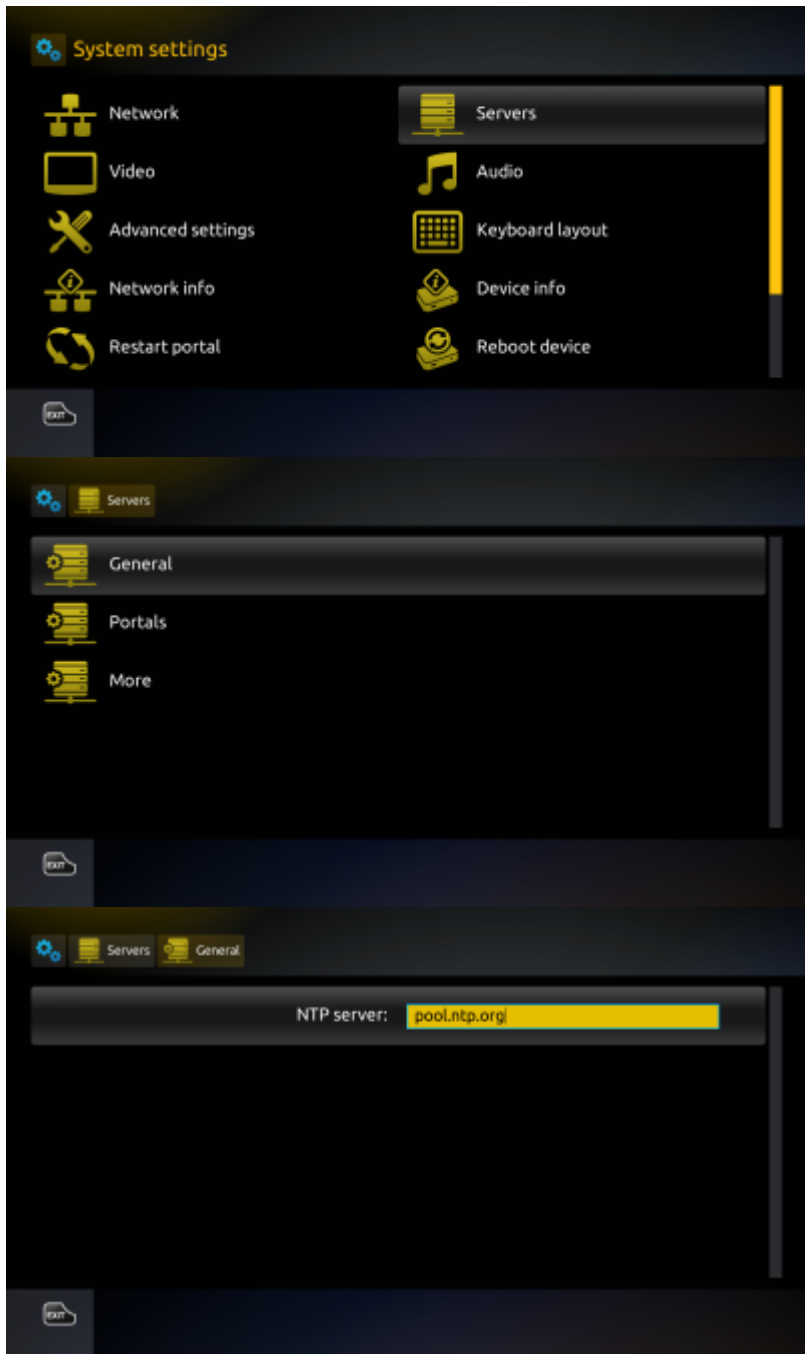 System settings
Network
Servers
Video
Audio
Advanced settings
Keyboard layout
Network info
Device info
Restart portal
Reboot device
EXIT
Servers
General
Portals
More
EXIT
Servers General
NTP server: pool.ntp.org
EXIT